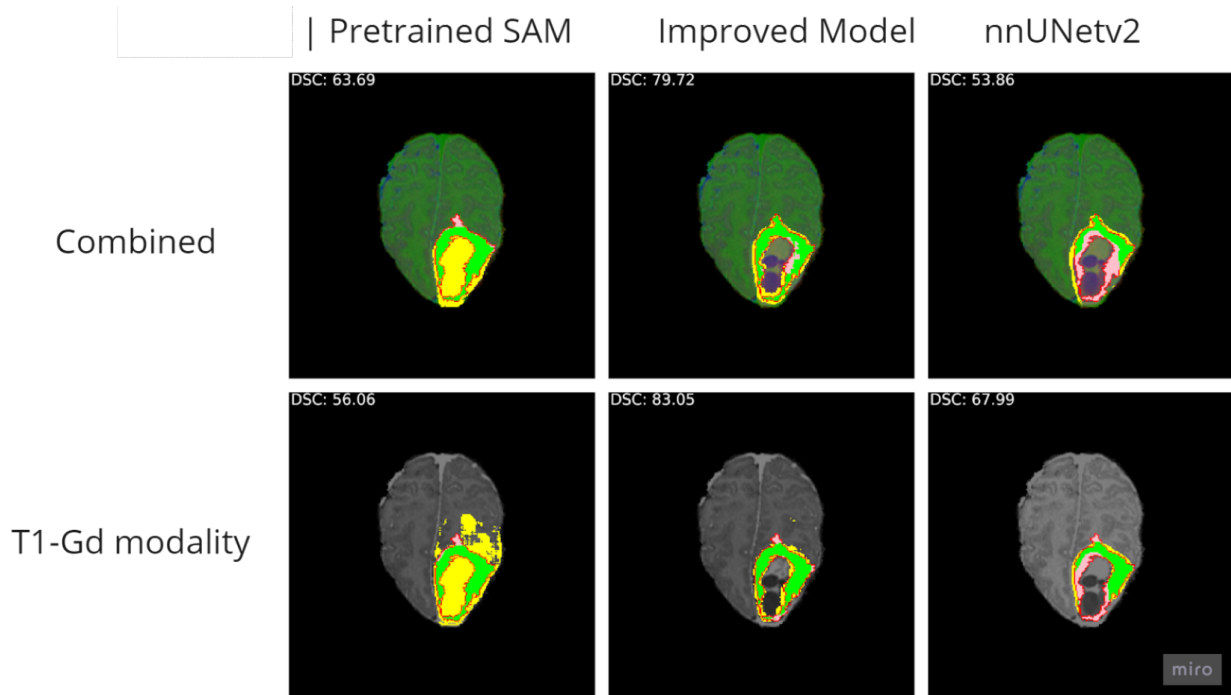 | Pretrained SAM Improved Model nnUNetv2
DSC: 63.69 DSC: 79.72 DSC: 53.86
Combined
DSC: 56.06 DSC: 83.05 DSC: 67.99
T1-Gd modality
miro